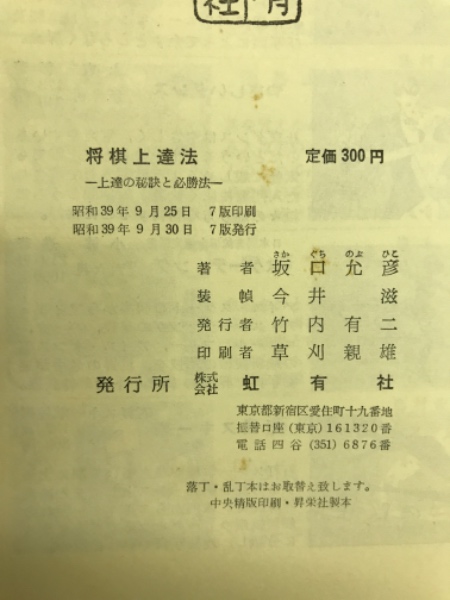 社 月
将棋上達法 定価300円
―上達の秘訣と必勝法―
昭和39年9月25日 7版印刷
昭和39年9月30日 7版発行
さか ぐち のぶ ひこ
著者 坂口允彦
装幀 今井滋
発行者 竹内有二
印刷者 草刈親雄
発行所 株式会社 虹有社
東京都新宿区愛住町十九番地
振替口座(東京)161320番
電話四谷(351)6876番
落丁・乱丁本はお取替え致します。
中央精版印刷・昇栄社製本